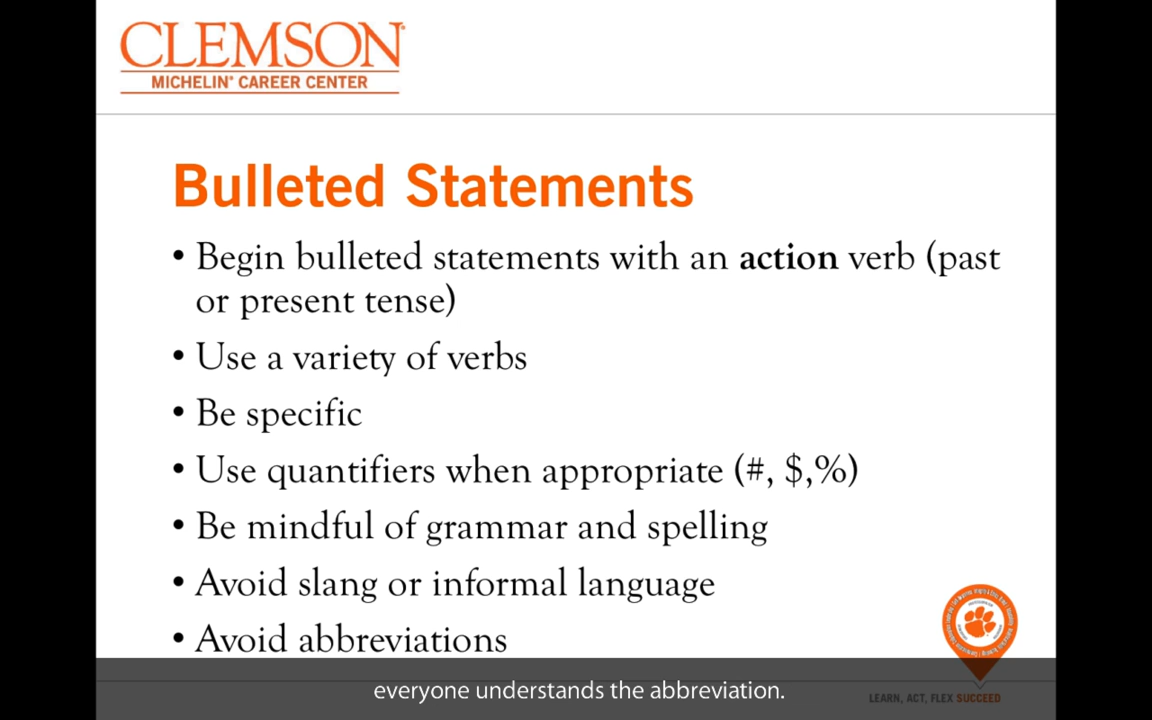 CLEMSON
MICHELIN® CAREER CENTER
Bulleted Statements
• Begin bulleted statements with an action verb (past
or present tense)
• Use a variety of verbs
• Be specific
• Use quantifiers when appropriate (#, $,%)
• Be mindful of grammar and spelling
• Avoid slang or informal language
• Avoid abbreviations
everyone understands the abbreviation.
LEARN, ACT, FLEX SUCCEED